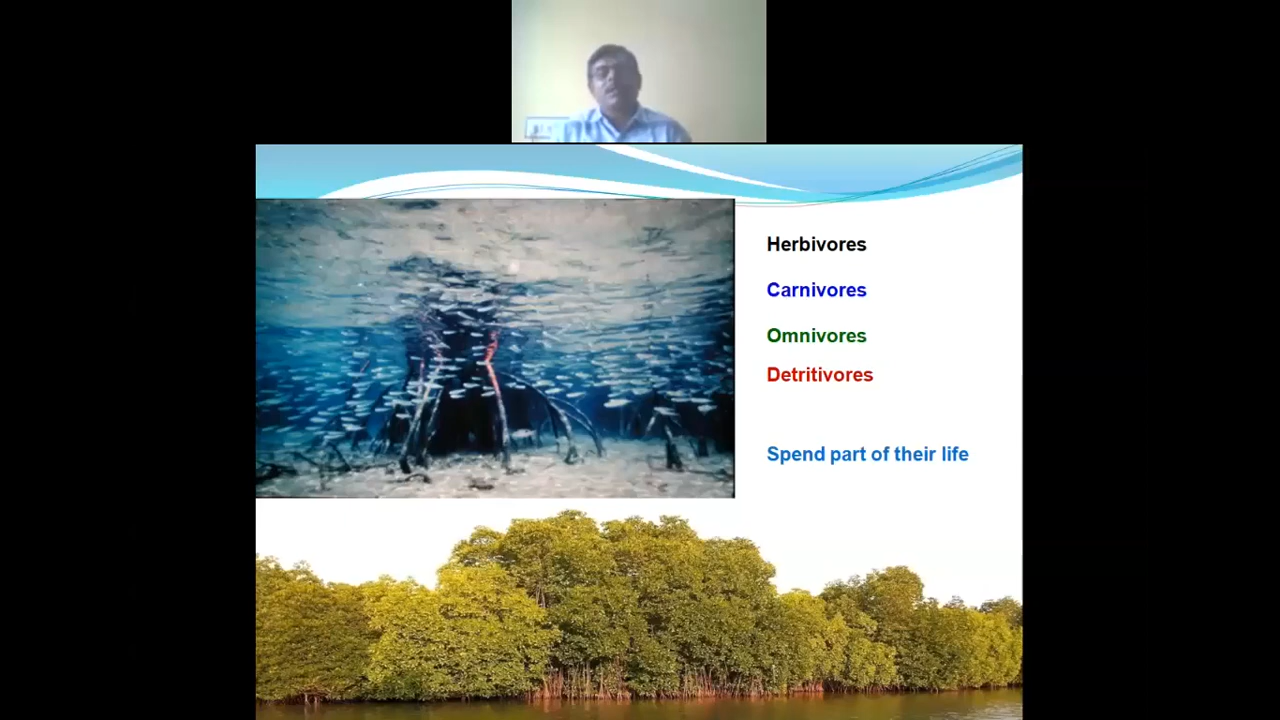 Herbivores
Carnivores
Omnivores
Detritivores
Spend part of their life